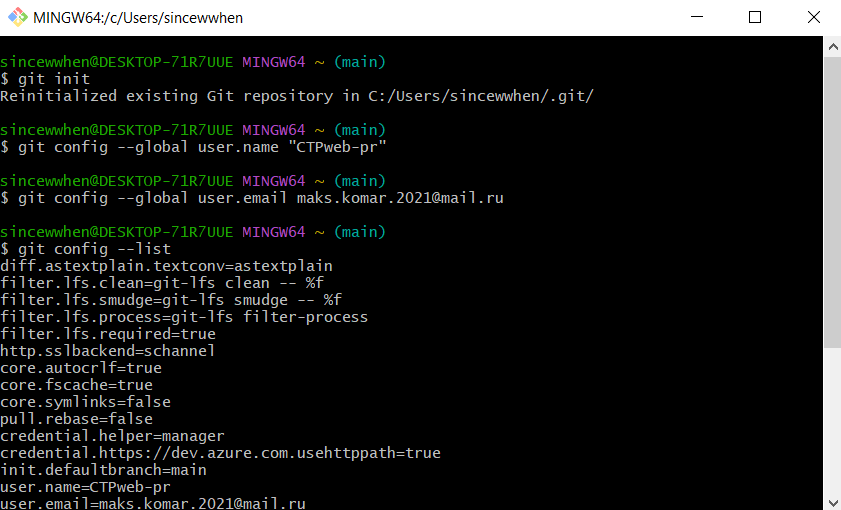 MINGW64:/c/Users/sincewwhen
sincewwhen@DESKTOP-71R7UUE MINGW64 ~ (main)
$ git init
Reinitialized existing Git repository in C:/Users/sincewwhen/.git/
sincewwhen@DESKTOP-71R7UUE MINGW64 ~ (main)
$ git config --global user.name "CTPweb-pr"
sincewwhen@DESKTOP-71R7UUE MINGW64 ~ (main)
$ git config --global user.email maks.komar.2021@mail.ru
sincewwhen@DESKTOP-71R7UUE MINGW64 ~ (main)
$ git config --list
diff.astextplain.textconv=astextplain
filter.lfs.clean=git-lfs clean -- %f
filter.lfs.smudge=git-lfs smudge -- %f
filter.lfs.process=git-lfs filter-process
filter.lfs.required=true
http.sslbackend=schannel
core.autocrlf=true
core.fscache=true
core.symlinks=false
pull.rebase=false
credential.helper=manager
credential.https://dev.azure.com.usehttppath=true
init.defaultbranch=main
user.name=CTPweb-pr
user.email=maks.komar.2021@mail.ru